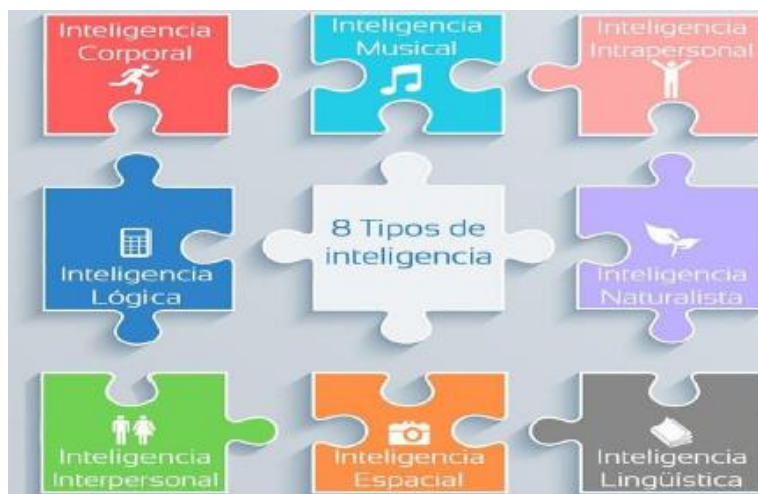 Inteligencia
Corporal
Inteligencia
Musical
Inteligencia
Intrapersonal
Inteligencia
Lógica
8 Tipos de
inteligencia
Inteligencia
Naturalista
Inteligencia
Interpersonal
Inteligencia
Espacial
Inteligencia
Lingüística